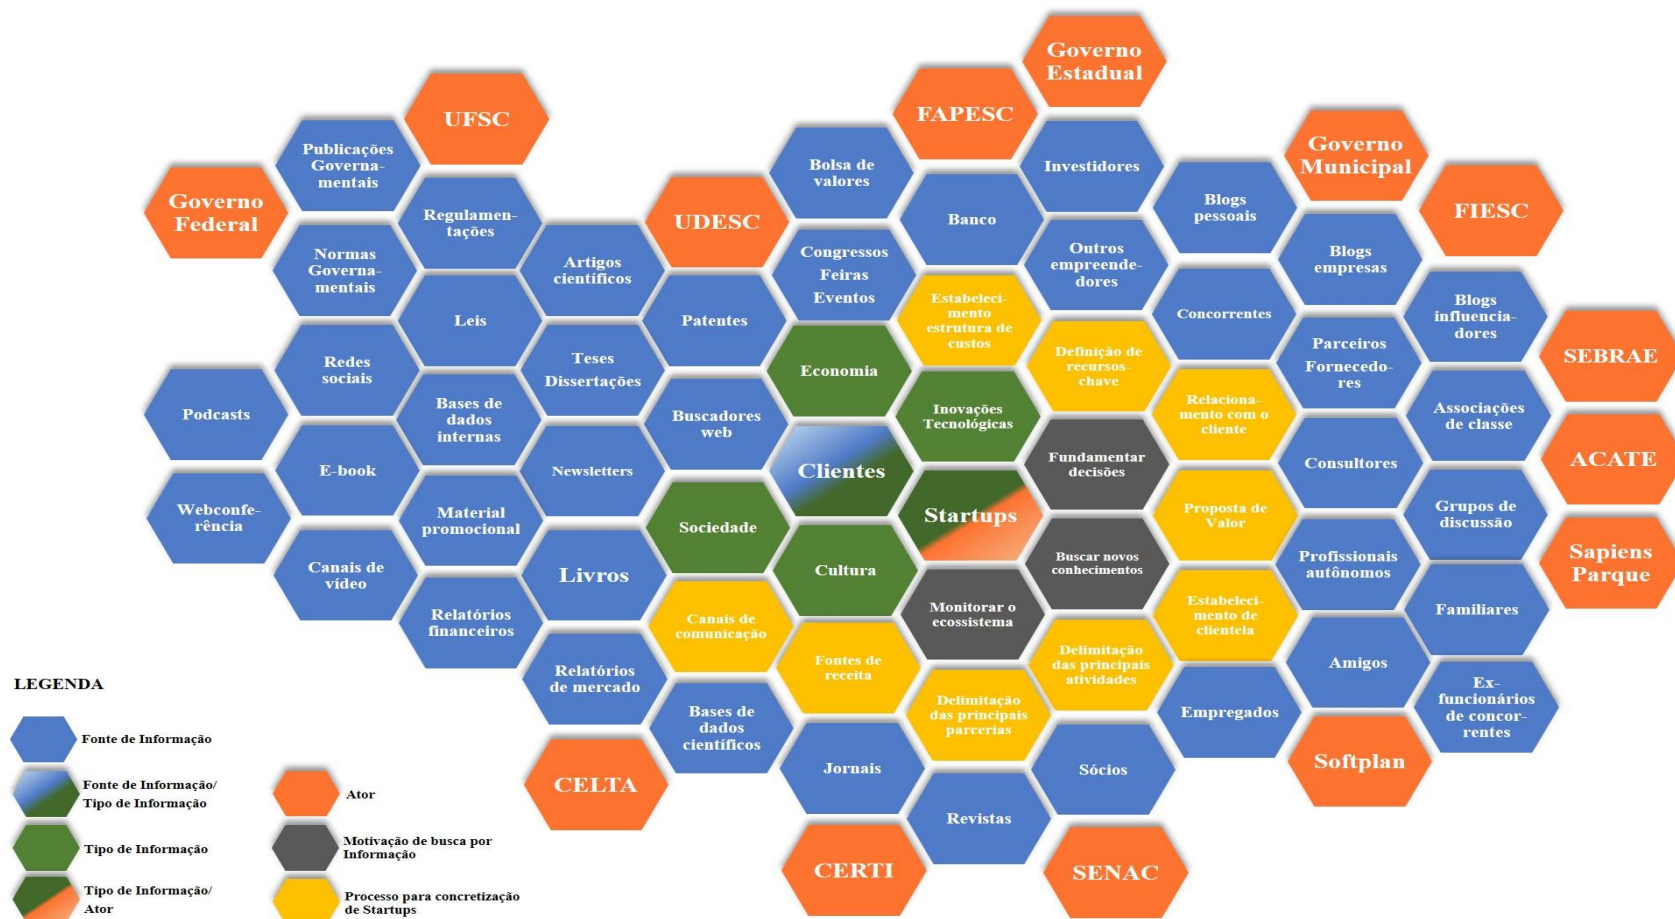 Governo
Federal
Publicações
Governa-
mentais
UFSC
Normas
Governa-
mentais
Regulamen-
tações
Artigos
científicos
UDESC
Bolsa de
valores
FAPESC
Governo
Estadual
Investidores
Banco
Congressos
Feiras
Eventos
Outros
empreende-
dores
Blogs
pessoais
Governo
Municipal
FIESC
Blogs
empresas
Blogs
influencia-
dores
Leis
Patentes
Estabeleci-
mento
estrutura de
custos
Concorrentes
Redes
sociais
Teses
Dissertações
Economia
Definição de
recursos-
chave
Parceiros
Fornecedo-
res
SEBRAE
Podcasts
Bases de
dados
internas
Buscadores
web
Inovações
Tecnológicas
Relaciona-
mento com o
cliente
Associações
de classe
E-book
Newsletters
Clientes
Fundamentar
decisões
Consultores
ACATE
Webconfe-
rência
Material
promocional
Sociedade
Startups
Proposta de
Valor
Grupos de
discussão
Canais de
vídeo
Livros
Cultura
Buscar novos
conhecimentos
Profissionais
autônomos
Sapiens
Parque
Relatórios
financeiros
Canais de
comunicação
Monitorar o
ecossistema
Estabeleci-
mento de
clientela
Familiares
Relatórios
de mercado
Fontes de
receita
Delimitação
das principais
atividades
Amigos
Bases de
dados
científicos
Delimitação
das principais
parcerias
Empregados
Ex-
funcionários
de concor-
rentes
CELTA
Jornais
Sócios
Softplan
Revistas
CERTI
SENAC
LEGENDA
Fonte de Informação
Fonte de Informação/
Tipo de Informação
Tipo de Informação
Tipo de Informação/
Ator
Ator
Motivação de busca por
Informação
Processo para concretização
de Startups